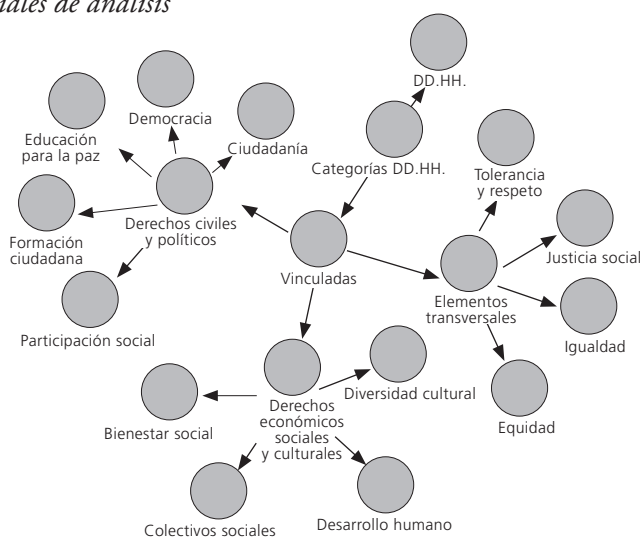 iales de análisis
DD.HH.
Democracia
Educación
para la paz
Ciudadanía
Categorías DD.HH.
Tolerancia
y respeto
Formación
ciudadana
Derechos civiles
y políticos
Justicia social
Vinculadas
Elementos
transversales
Participación social
Igualdad
Diversidad cultural
Derechos
económicos
sociales
y culturales
Bienestar social
Equidad
Colectivos sociales
Desarrollo humano